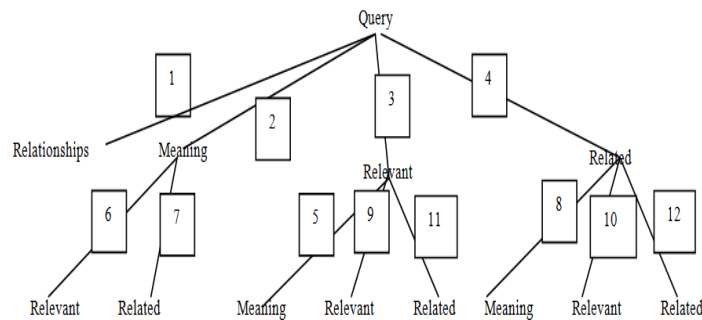 Query
1
2
3
4
Relationships
Meaning
Relevant
Related
6
7
5
9
11
8
10
12
Relevant
Related
Meaning
Relevant
Related
Meaning
Relevant
Related